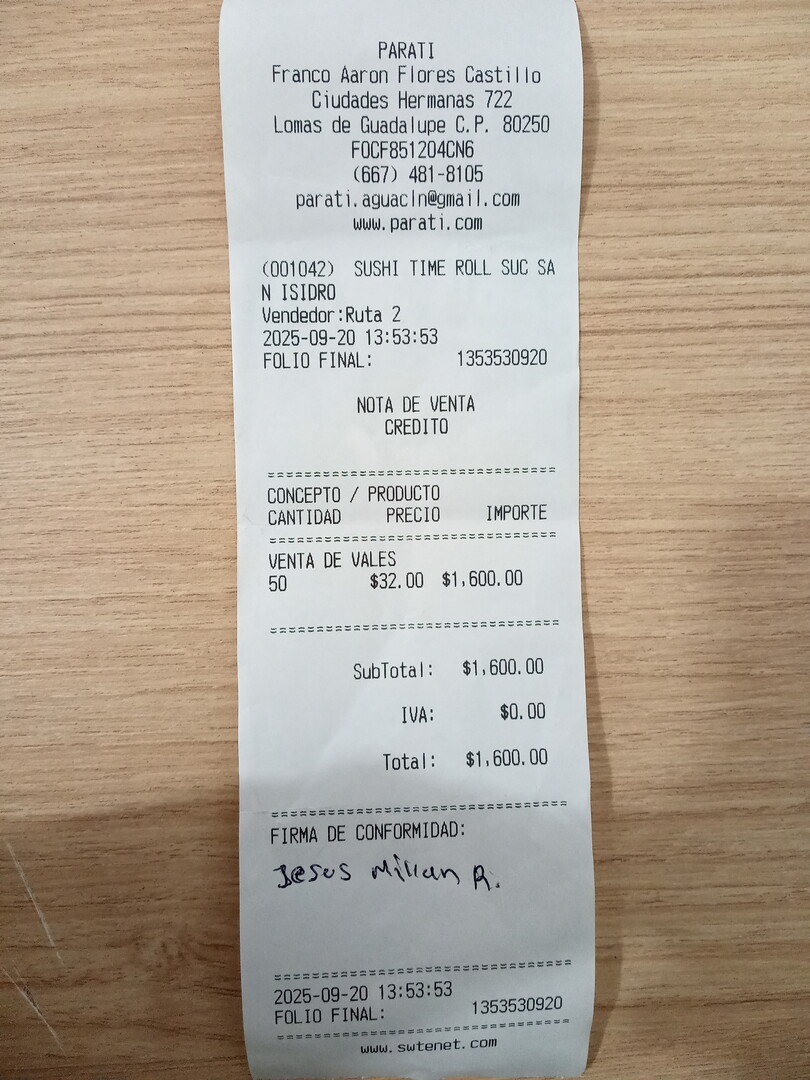 PARATI
Franco Aaron Flores Castillo
Ciudades Hermanas 722
Lomas de Guadalupe C.P. 80250
FOCF851204CN6
(667) 481-8105
parati.aguacln@gmail.com
www.parati.com
(001042) SUSHI TIME ROLL SUC SA
N ISIDRO
Vendedor:Ruta 2
2025-09-20 13:53:53
FOLIO FINAL: 1353530920
NOTA DE VENTA
CREDITO
CONCEPTO / PRODUCTO
CANTIDAD PRECIO IMPORTE
VENTA DE VALES
50 $32.00 $1,600.00
SubTotal: $1,600.00
IVA: $0.00
Total: $1,600.00
FIRMA DE CONFORMIDAD:
Jesus Millan R.
2025-09-20 13:53:53
FOLIO FINAL: 1353530920
www.swtenet.com